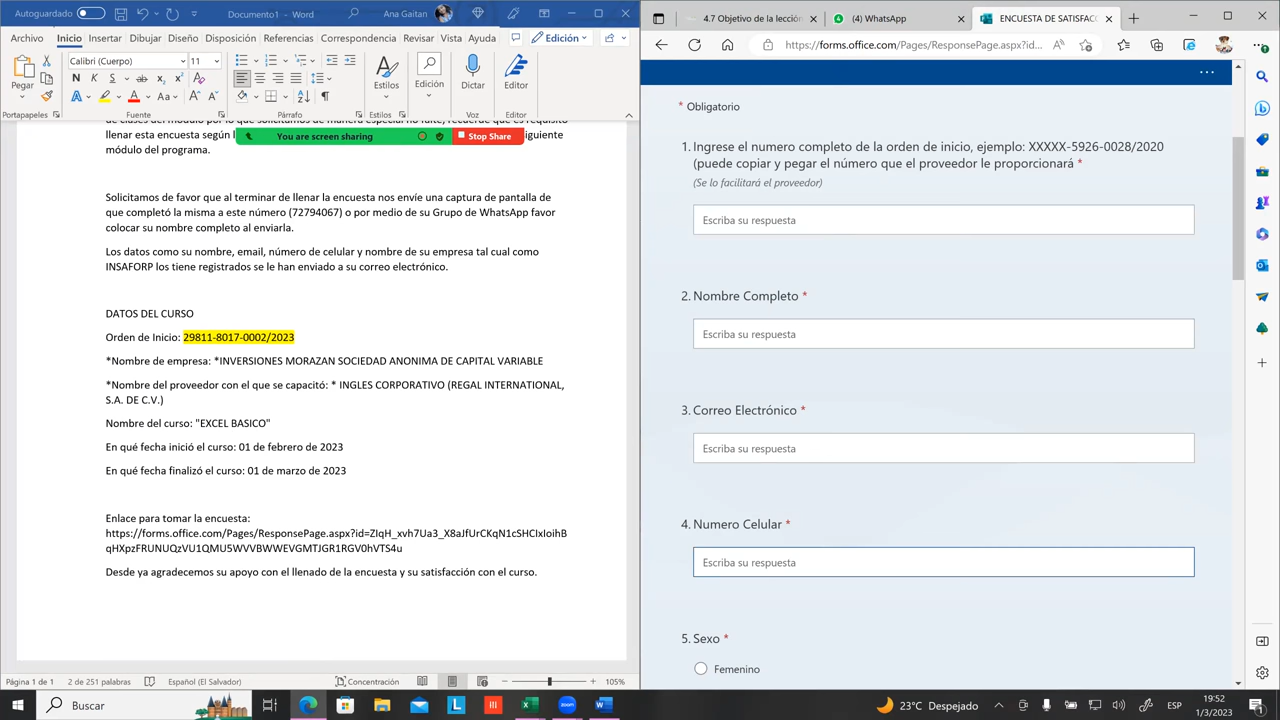 Autoguardado
Documento1 - Word
Ana Gaitan
Archivo Inicio Insertar Dibujar Diseño Disposición Referencias Correspondencia Revisar Vista Ayuda
Edición
Calibri (Cuerpo) 11
Pegar
N K S ab x₂ x²
Estilos
Edición
Dictar
Editor
Portapapeles Fuente Párrafo Estilos Voz Editor
llenar esta encuesta según l
You are screen sharing
Stop Share
iguiente
módulo del programa.
Solicitamos de favor que al terminar de llenar la encuesta nos envíe una captura de pantalla de
que completó la misma a este número (72794067) o por medio de su Grupo de WhatsApp favor
colocar su nombre completo al enviarla.
Los datos como su nombre, email, número de celular y nombre de su empresa tal cual como
INSAFORP los tiene registrados se le han enviado a su correo electrónico.
DATOS DEL CURSO
Orden de Inicio: 29811-8017-0002/2023
*Nombre de empresa: *INVERSIONES MORAZAN SOCIEDAD ANONIMA DE CAPITAL VARIABLE
*Nombre del proveedor con el que se capacitó: * INGLES CORPORATIVO (REGAL INTERNATIONAL,
S.A. DE C.V.)
Nombre del curso: "EXCEL BASICO"
En qué fecha inició el curso: 01 de febrero de 2023
En qué fecha finalizó el curso: 01 de marzo de 2023
Enlace para tomar la encuesta:
https://forms.office.com/Pages/ResponsePage.aspx?id=ZIqH_xvh7Ua3_X8aJfUrCKqN1cSHCIxIoihB
qHXpzFRUNUQzVU1QMU5WVVBWWEVGMTJGR1RGV0hVTS4u
Desde ya agradecemos su apoyo con el llenado de la encuesta y su satisfacción con el curso.
Página 1 de 1 2 de 251 palabras Español (El Salvador) Concentración 105%
4.7 Objetivo de la lección
(4) WhatsApp
ENCUESTA DE SATISFAC
https://forms.office.com/Pages/ResponsePage.aspx?id...
* Obligatorio
1. Ingrese el numero completo de la orden de inicio, ejemplo: XXXXX-5926-0028/2020
(puede copiar y pegar el número que el proveedor le proporcionará *
(Se lo facilitará el proveedor)
Escriba su respuesta
2. Nombre Completo *
Escriba su respuesta
3. Correo Electrónico *
Escriba su respuesta
4. Numero Celular *
Escriba su respuesta
5. Sexo *
Femenino
Buscar
23°C Despejado
ESP
19:52
1/3/2023